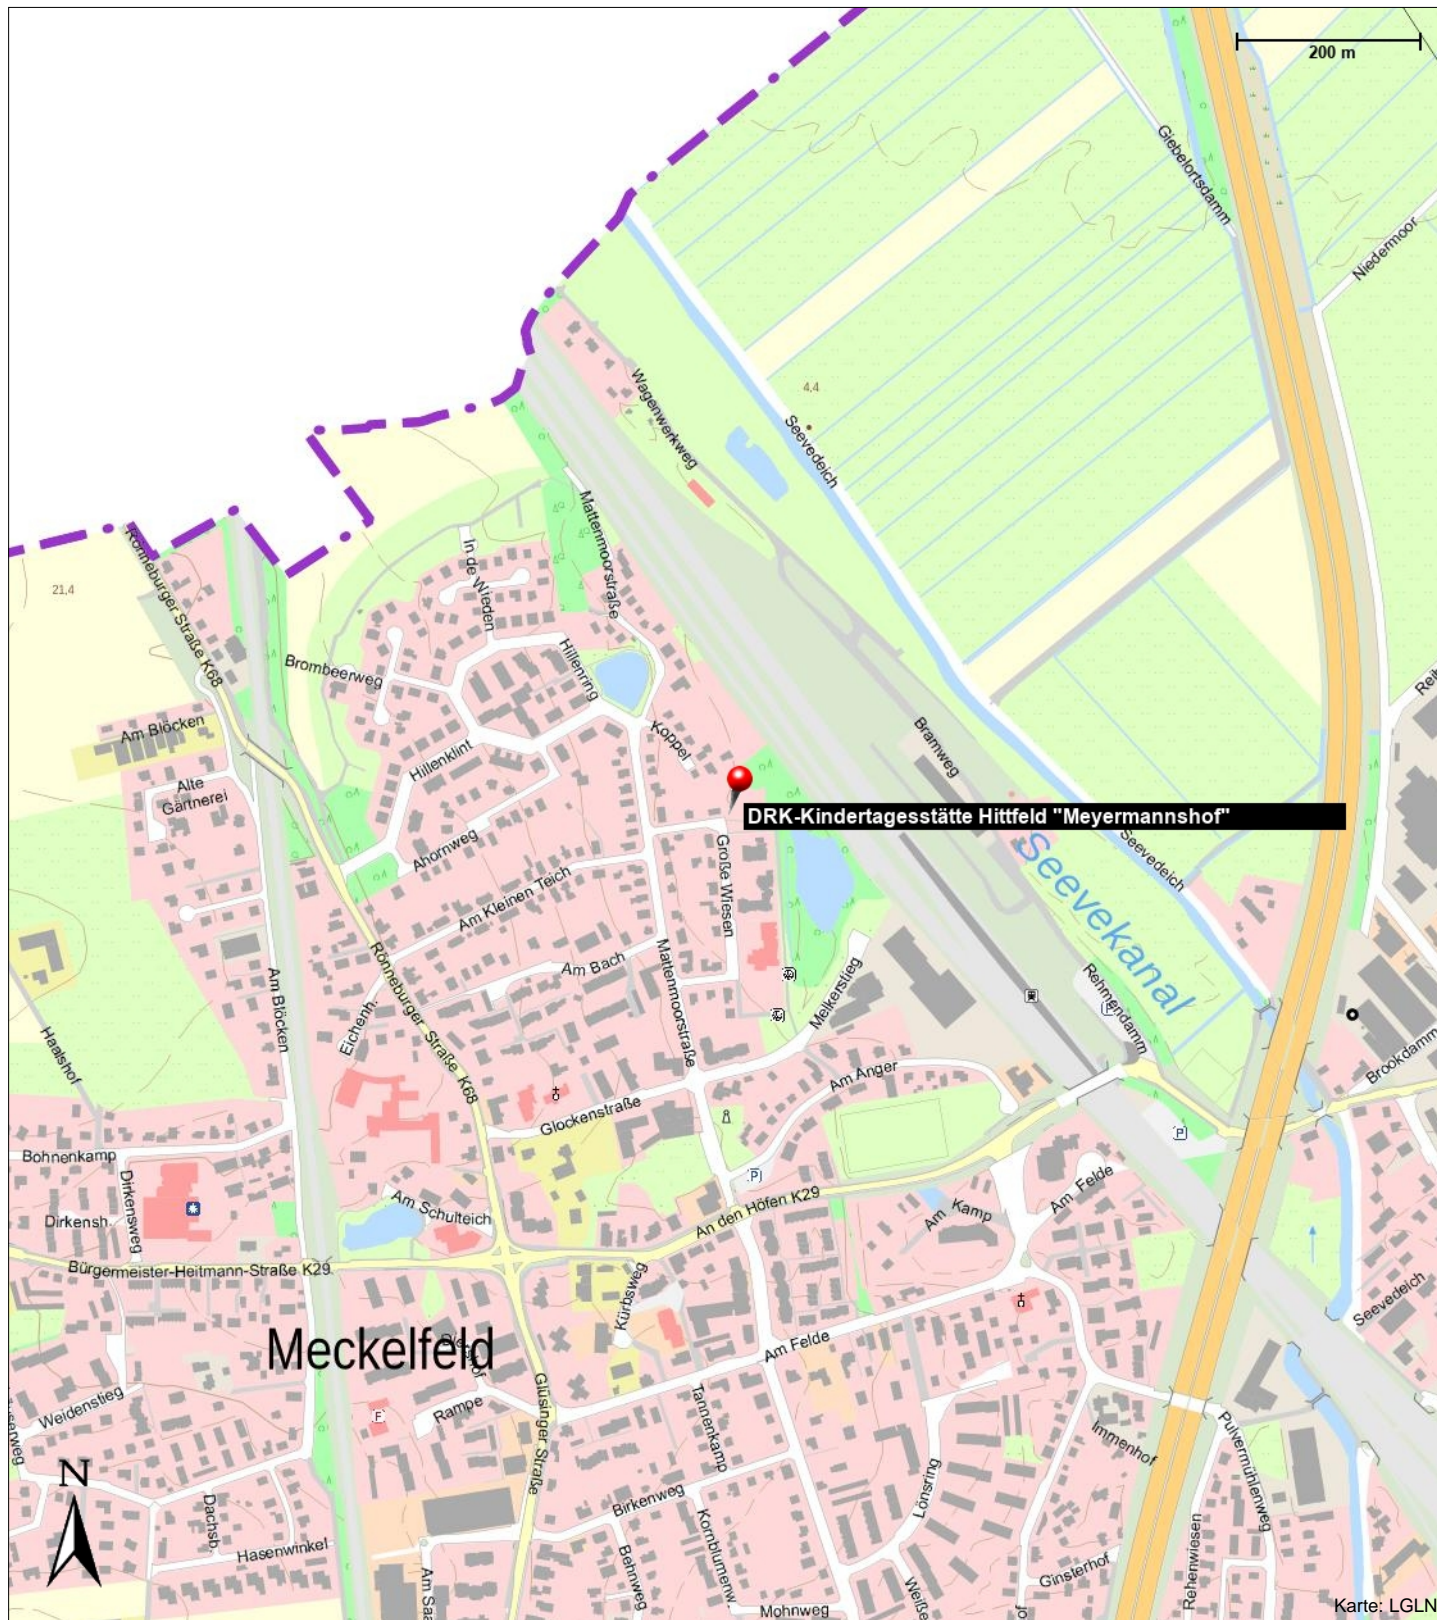 200 m
Giebelortsdamm
Niedermoor
Wagenwerkweg
4,4
Seevedeich
Mattenmoorstraße
In de Wieden
Rönneburger Straße K68
21,4
Hillenring
Brombeerweg
Am Blöcken
Koppel
Bramweg
Hillenklint
Alte
Gärtnerei
DRK-Kindertagesstätte Hittfeld "Meyermannshof"
Ahornweg
Große Wiesen
Seevedeich
Seevekanal
Am Kleinen Teich
Am Bach
Mattenmoorstraße
Melkerstieg
Rehmendamm
Am Blöcken
Eichenh.
Rönneburger Straße K68
Haalshof
Am Anger
Brookdamm
Glockenstraße
P
Bohnenkamp
Dirkensweg
Dirkensh.
Am Schulteich
P
An den Höfen K29
Am Kamp
Am Felde
Bürgermeister-Heitmann-Straße K29
Kürbsweg
Seevedeich
Meckelfeld
Am Felde
Glüsinger Straße
Weidenstieg
Rampe
F
Tannenkamp
Immenhof
Pulvermühlenweg
Lönsring
N
Birkenweg
Dachsb.
Hasenwinkel
Kornblumenw.
Behnweg
Ginsterhof
Rehenwiesen
Am Saa
Weiße
Mohnweg
Karte: LGLN